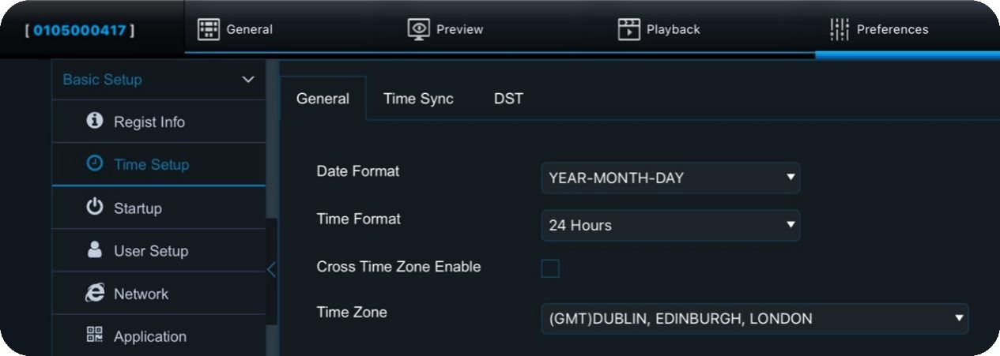 [ 0105000417 ] General Preview Playback Preferences
Basic Setup
General Time Sync DST
Regist Info
Time Setup
Date Format YEAR-MONTH-DAY
Startup
Time Format 24 Hours
User Setup
Cross Time Zone Enable
Network
Time Zone (GMT)DUBLIN, EDINBURGH, LONDON
Application